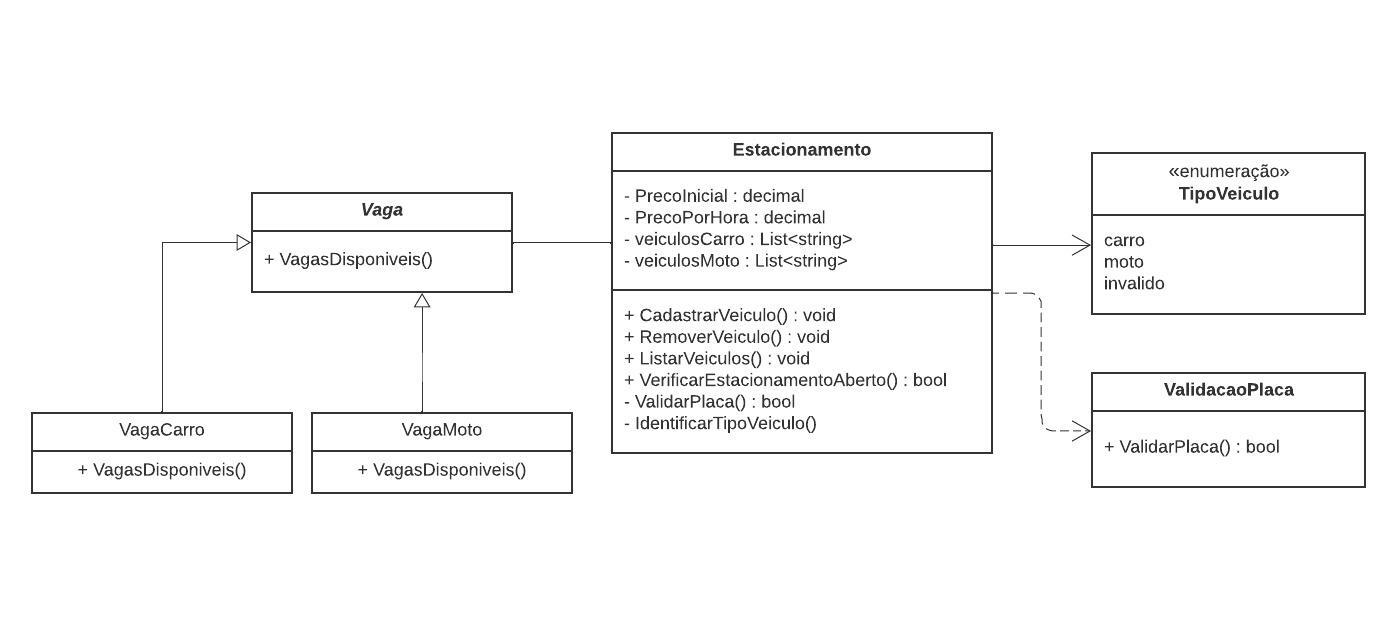 Vaga
+ VagasDisponiveis()
VagaCarro
+ VagasDisponiveis()
VagaMoto
+ VagasDisponiveis()
Estacionamento
- PrecoInicial : decimal
- PrecoPorHora : decimal
- veiculosCarro : List<string>
- veiculosMoto : List<string>
+ CadastrarVeiculo() : void
+ RemoverVeiculo() : void
+ ListarVeiculos() : void
+ VerificarEstacionamentoAberto() : bool
- ValidarPlaca() : bool
- IdentificarTipoVeiculo()
«enumeração»
TipoVeiculo
carro
moto
invalido
ValidacaoPlaca
+ ValidarPlaca() : bool